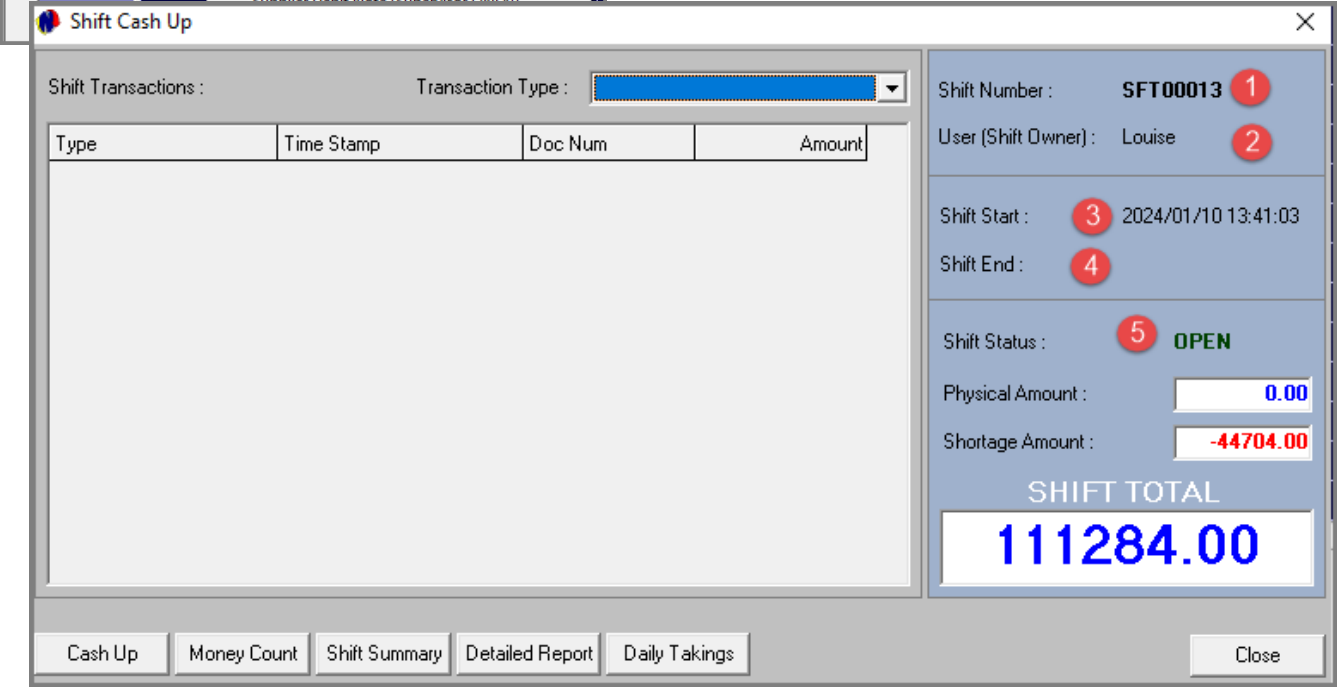 Shift Cash Up
Shift Transactions : Transaction Type :
Type Time Stamp Doc Num Amount
Shift Number : SFT00013 1
User (Shift Owner) : Louise 2
Shift Start : 3 2024/01/10 13:41:03
Shift End : 4
Shift Status : 5 OPEN
Physical Amount : 0.00
Shortage Amount : -44704.00
SHIFT TOTAL
111284.00
Cash Up Money Count Shift Summary Detailed Report Daily Takings Close